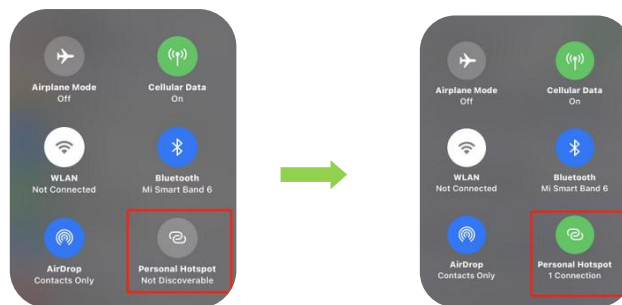 Airplane Mode
Off
Cellular Data
On
WLAN
Not Connected
Bluetooth
Mi Smart Band 6
AirDrop
Contacts Only
Personal Hotspot
Not Discoverable
Airplane Mode
Off
Cellular Data
On
WLAN
Not Connected
Bluetooth
Mi Smart Band 6
AirDrop
Contacts Only
Personal Hotspot
1 Connection